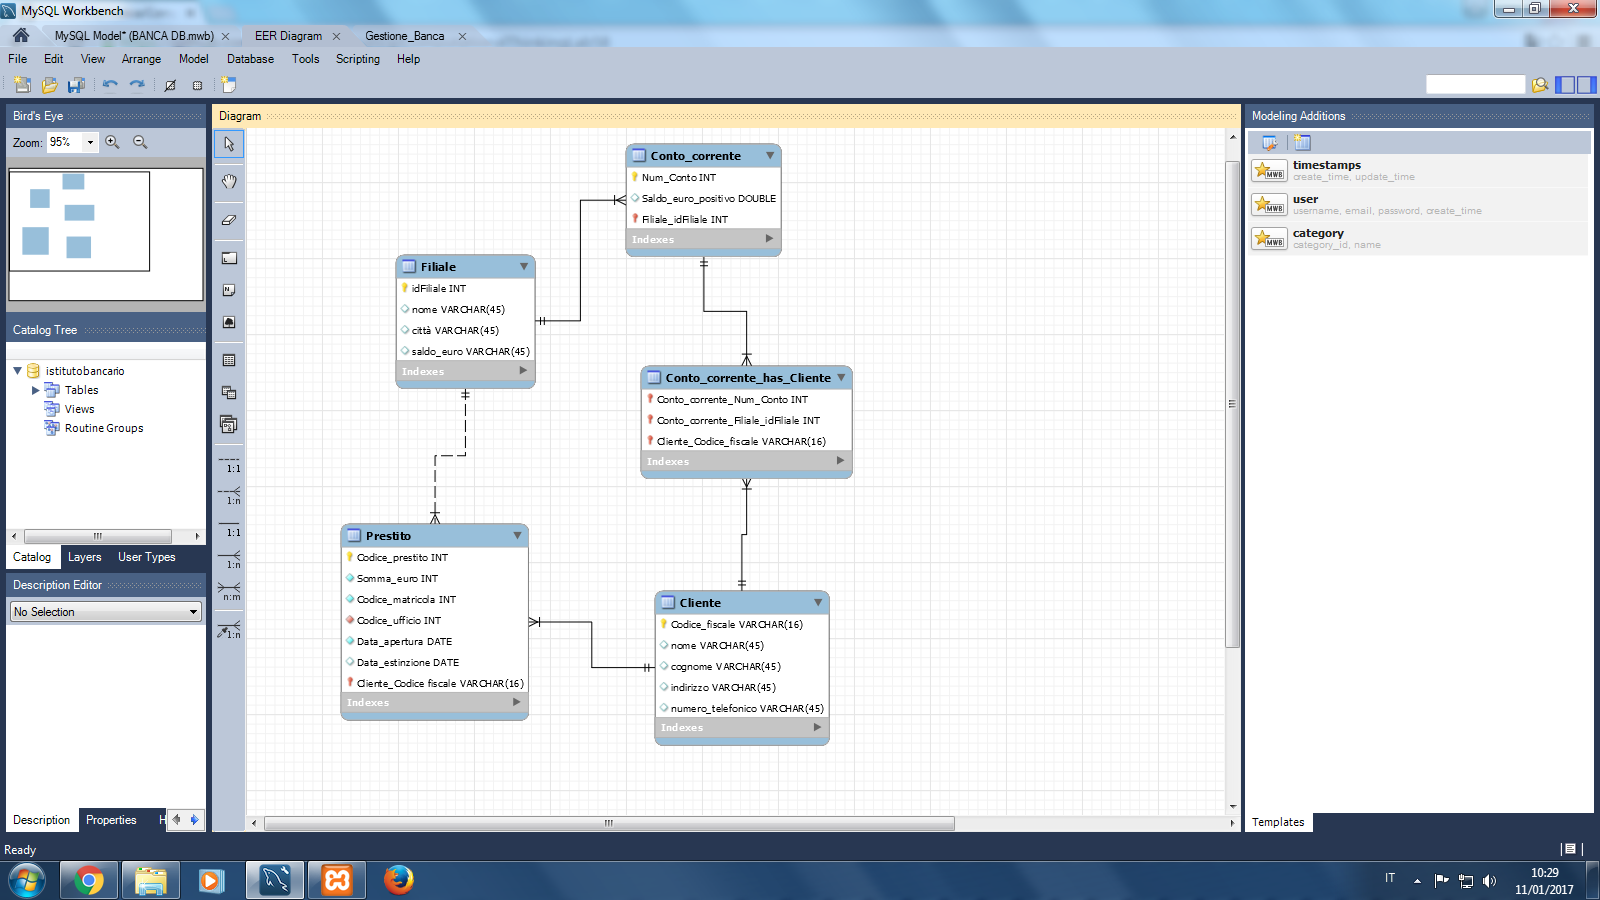 MySQL Workbench
MySQL Model* (BANCA DB.mwb)
EER Diagram
Gestione_Banca
File Edit View Arrange Model Database Tools Scripting Help
Bird's Eye
Zoom: 95%
Catalog Tree
istitutobancario
Tables
Views
Routine Groups
Catalog Layers User Types
Description Editor
No Selection
Description Properties H
Ready
Diagram
1:1
1:n
1:1
1:n
n:m
1:n
Conto_corrente
Num_Conto INT
Saldo_euro_positivo DOUBLE
Filiale_idFiliale INT
Indexes
Filiale
idFiliale INT
nome VARCHAR(45)
città VARCHAR(45)
saldo_euro VARCHAR(45)
Indexes
Conto_corrente_has_Cliente
Conto_corrente_Num_Conto INT
Conto_corrente_Filiale_idFiliale INT
Cliente_Codice_fiscale VARCHAR(16)
Indexes
Prestito
Codice_prestito INT
Somma_euro INT
Codice_matricola INT
Codice_ufficio INT
Data_apertura DATE
Data_estinzione DATE
Cliente_Codice fiscale VARCHAR(16)
Indexes
Cliente
Codice_fiscale VARCHAR(16)
nome VARCHAR(45)
cognome VARCHAR(45)
indirizzo VARCHAR(45)
numero_telefonico VARCHAR(45)
Indexes
Modeling Additions
timestamps
create_time, update_time
user
username, email, password, create_time
category
category_id, name
MWB
MWB
MWB
Templates
IT
10:29
11/01/2017